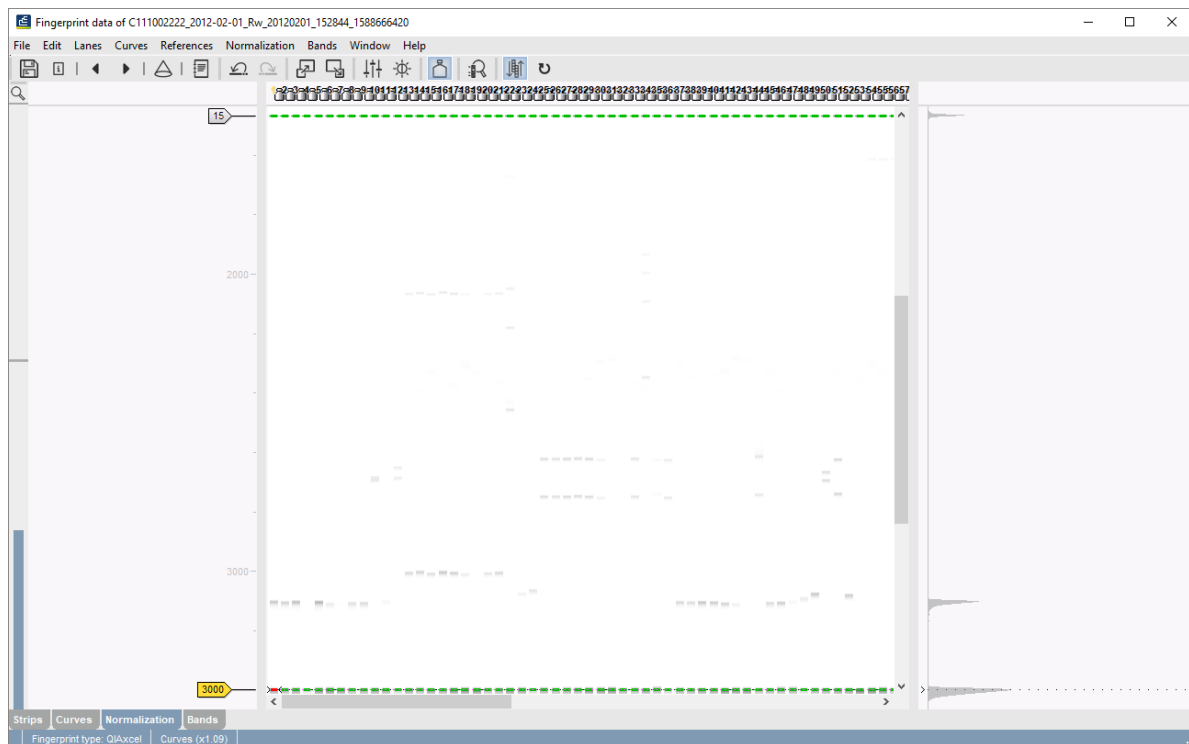 Fingerprint data of C111002222_2012-02-01_Rw_20120201_152844_1588666420
File Edit Lanes Curves References Normalization Bands Window Help
15
2000
3000
3000
Strips Curves Normalization Bands
Fingerprint type: QIAxcel Curves (x1.09)